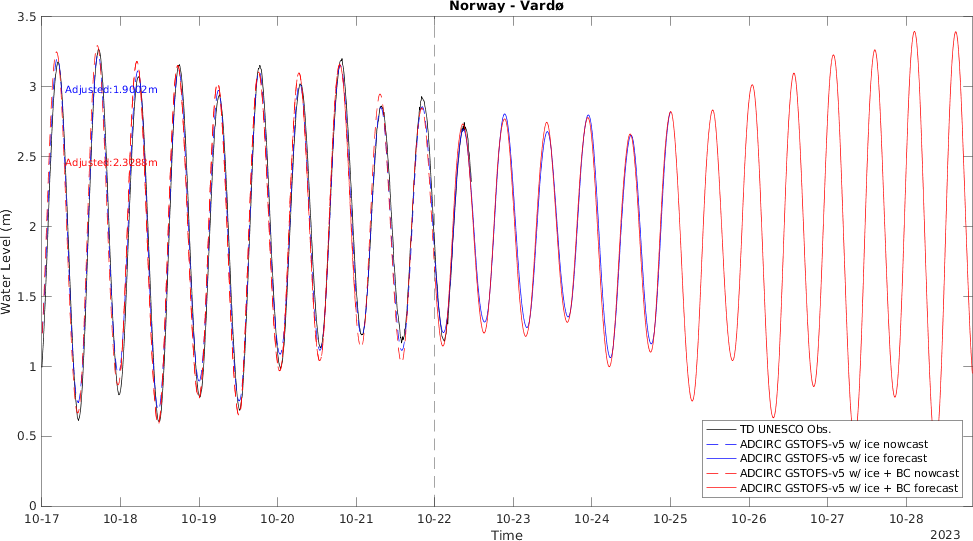 Norway - Vardø
3.5
3
2.5
2
1.5
1
0.5
0
Water Level (m)
Adjusted:1.9002m
Adjusted:2.3288m
TD UNESCO Obs.
ADCIRC GSTOFS-v5 w/ ice nowcast
ADCIRC GSTOFS-v5 w/ ice forecast
ADCIRC GSTOFS-v5 w/ ice + BC nowcast
ADCIRC GSTOFS-v5 w/ ice + BC forecast
10-17 10-18 10-19 10-20 10-21 10-22 10-23 10-24 10-25 10-26 10-27 10-28
Time
2023